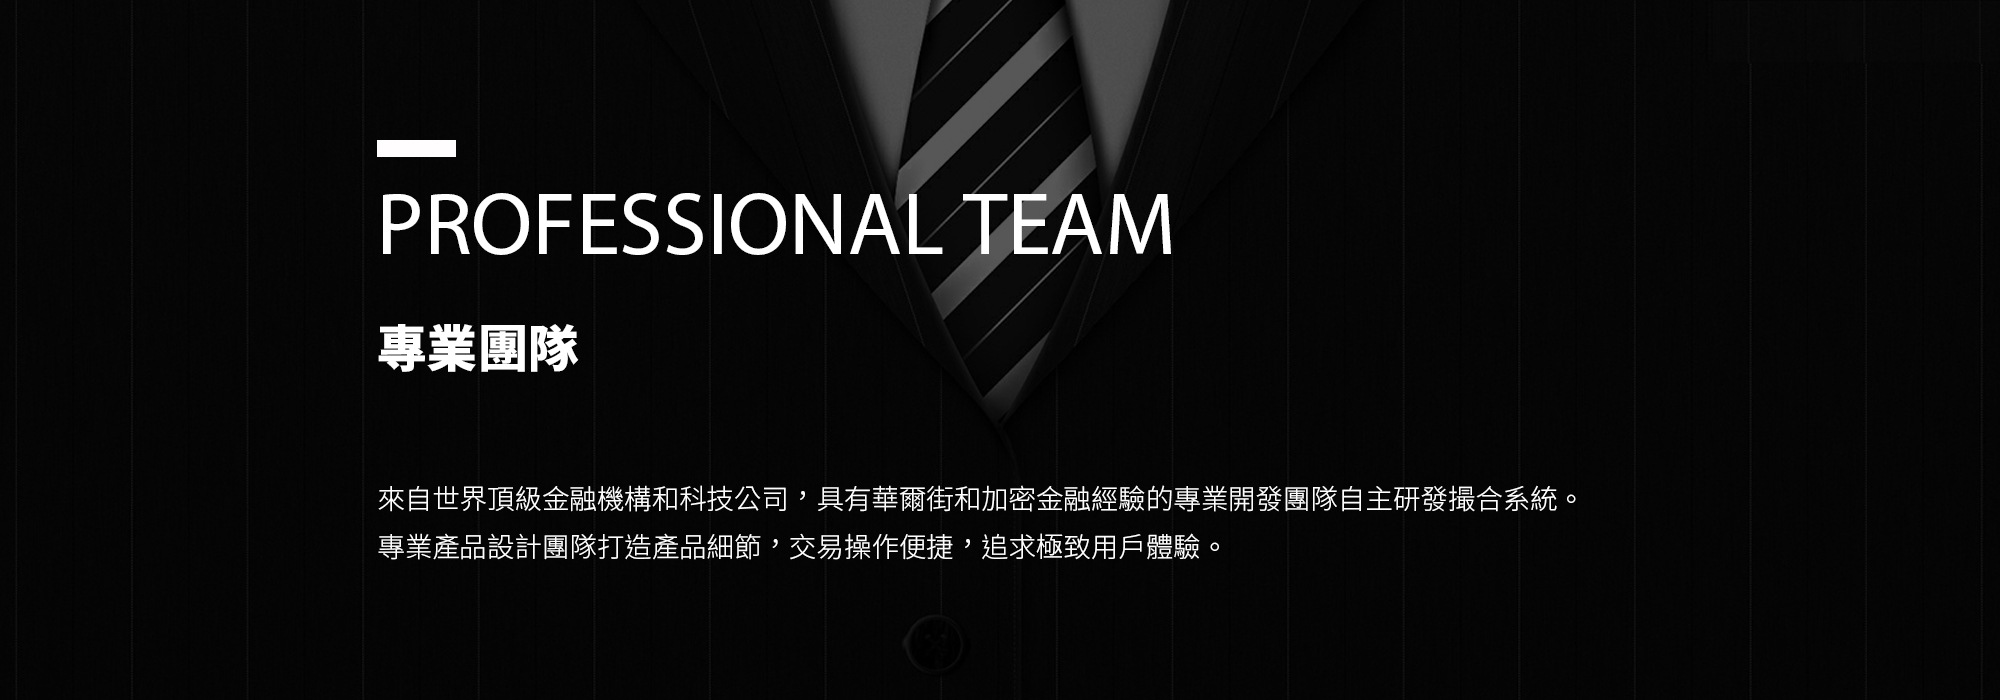 PROFESSIONAL TEAM
專業團隊
來自世界頂級金融機構和科技公司，具有華爾街和加密金融經驗的專業開發團隊自主研發撮合系統。
專業產品設計團隊打造產品細節，交易操作便捷，追求極致用戶體驗。